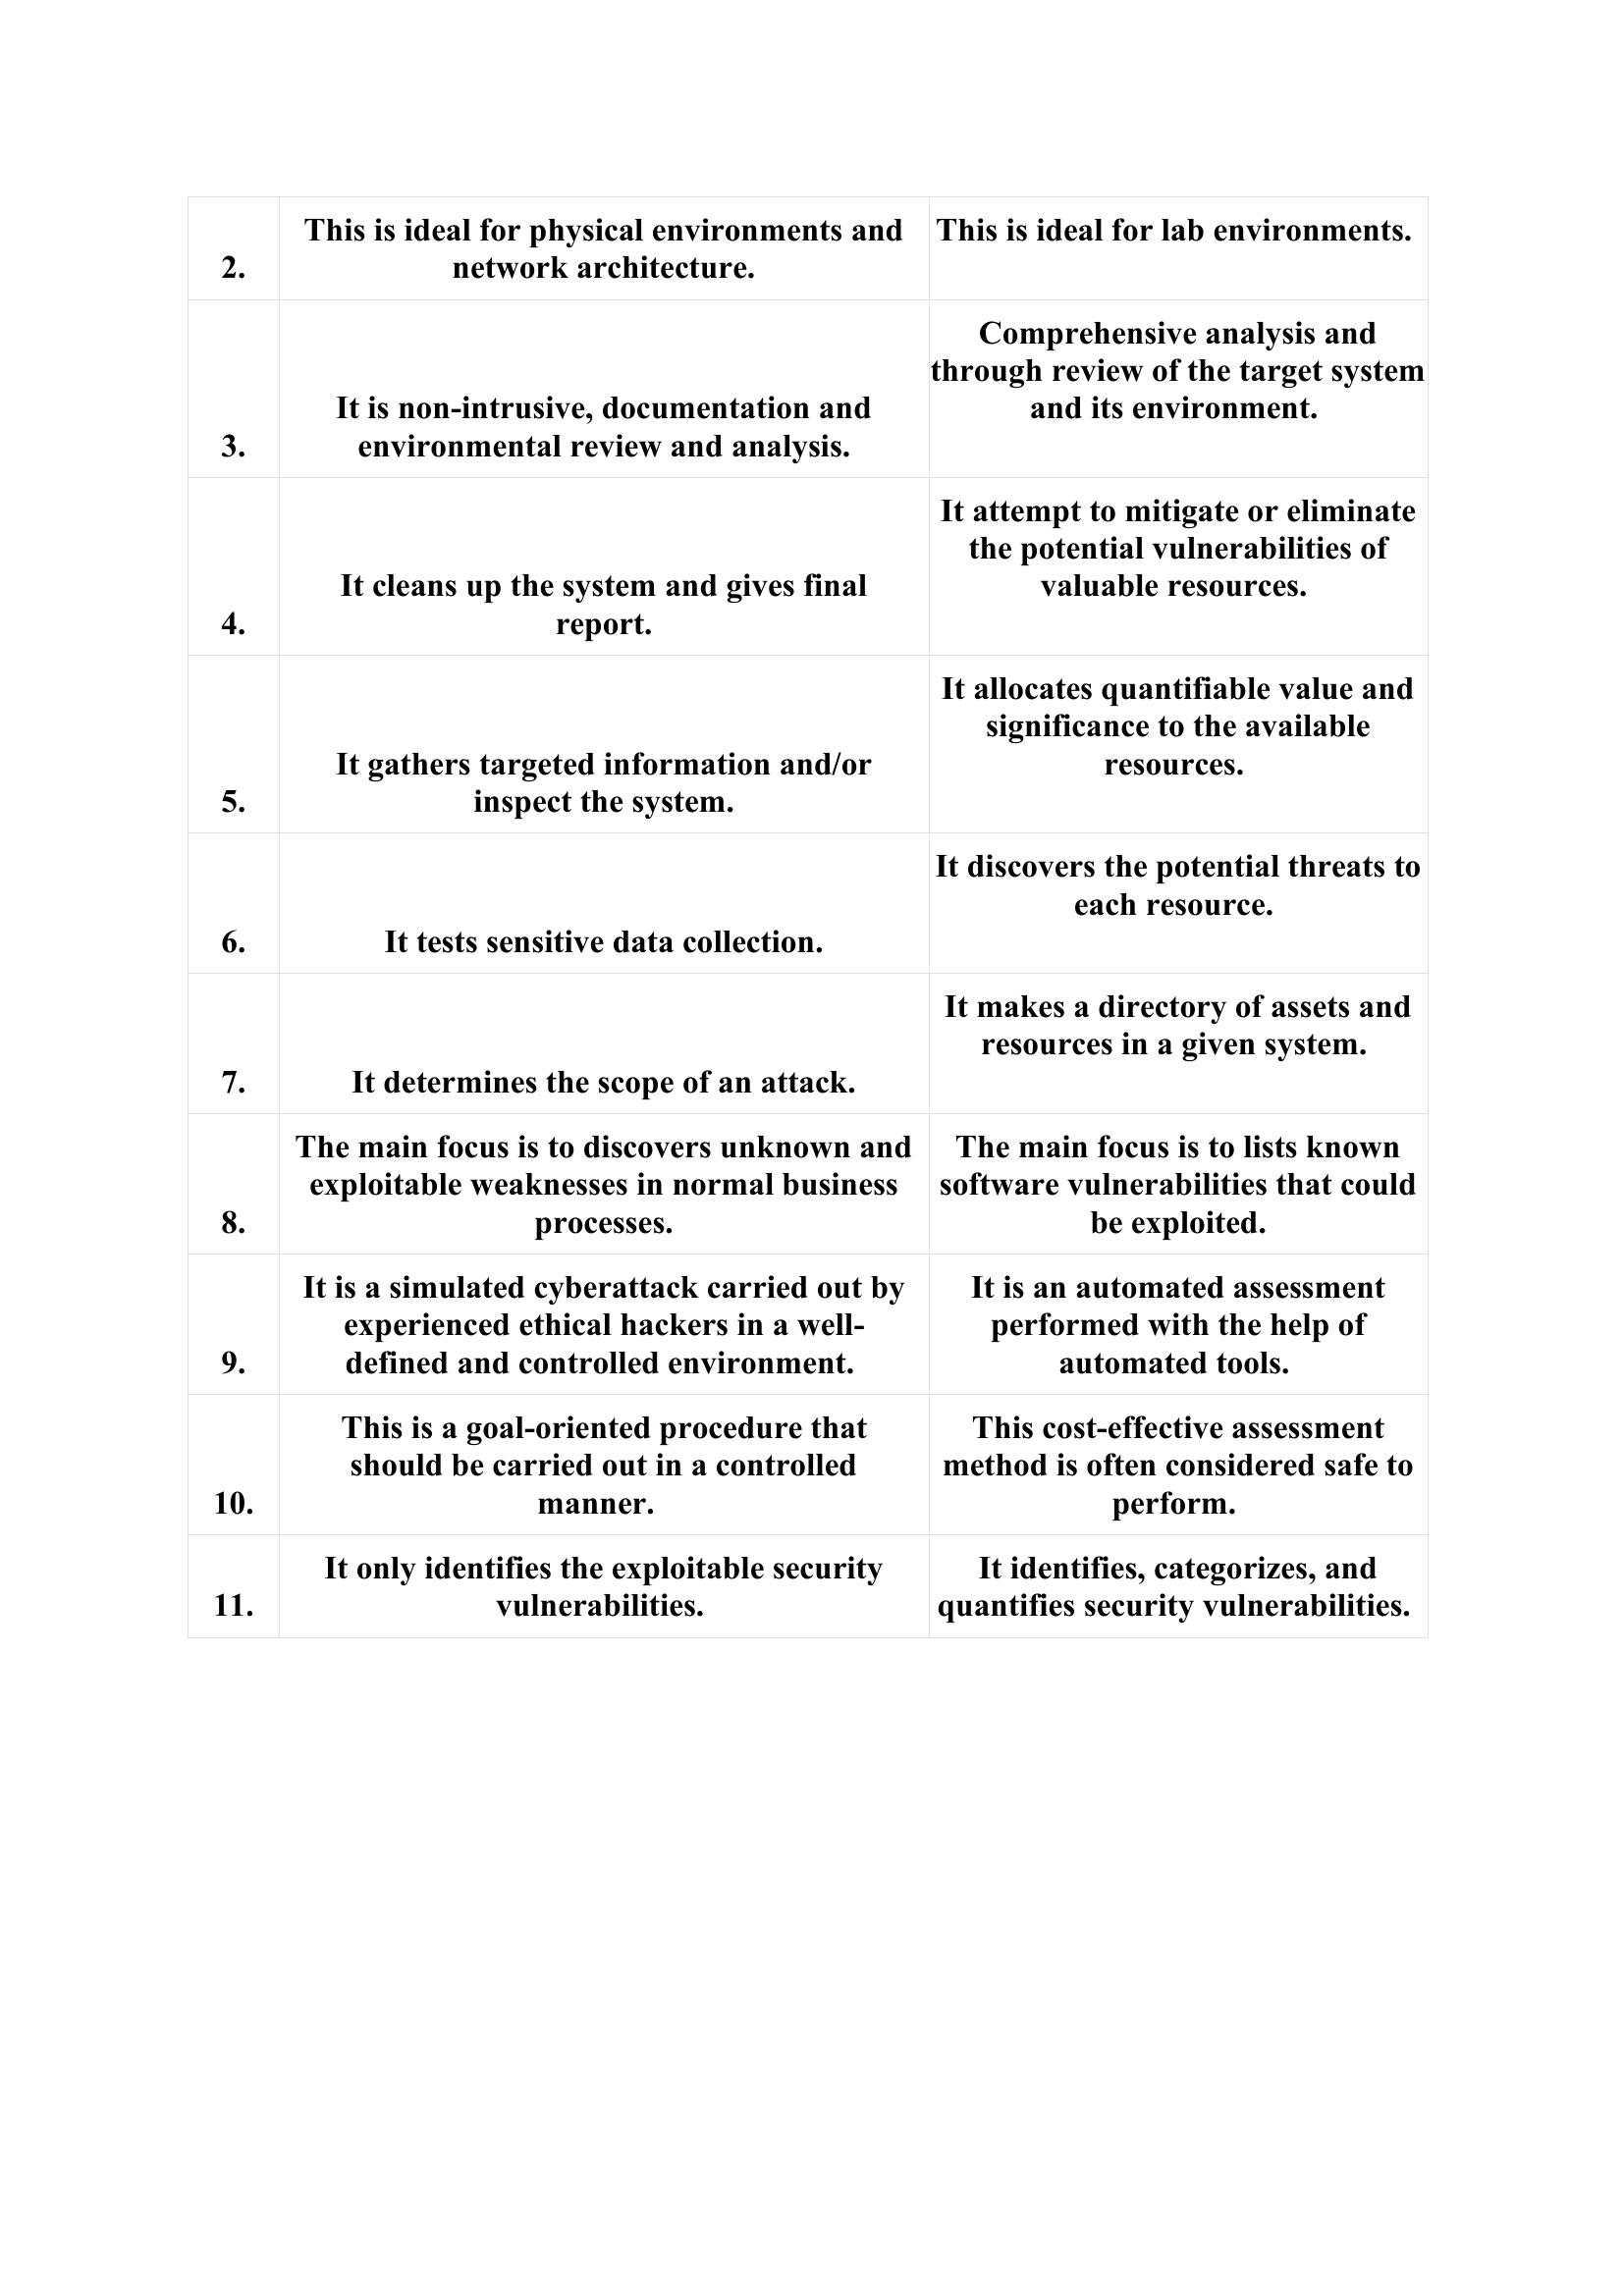 This is ideal for physical environments and
2. network architecture.
This is ideal for lab environments.
It is non-intrusive, documentation and
3. environmental review and analysis.
Comprehensive analysis and
through review of the target system
and its environment.
It cleans up the system and gives final
4. report.
It attempt to mitigate or eliminate
the potential vulnerabilities of
valuable resources.
It gathers targeted information and/or
5. inspect the system.
It allocates quantifiable value and
significance to the available
resources.
6. It tests sensitive data collection.
It discovers the potential threats to
each resource.
7. It determines the scope of an attack.
It makes a directory of assets and
resources in a given system.
The main focus is to discovers unknown and
exploitable weaknesses in normal business
8. processes.
The main focus is to lists known
software vulnerabilities that could
be exploited.
It is a simulated cyberattack carried out by
experienced ethical hackers in a well-
9. defined and controlled environment.
It is an automated assessment
performed with the help of
automated tools.
This is a goal-oriented procedure that
should be carried out in a controlled
10. manner.
This cost-effective assessment
method is often considered safe to
perform.
It only identifies the exploitable security
11. vulnerabilities.
It identifies, categorizes, and
quantifies security vulnerabilities.